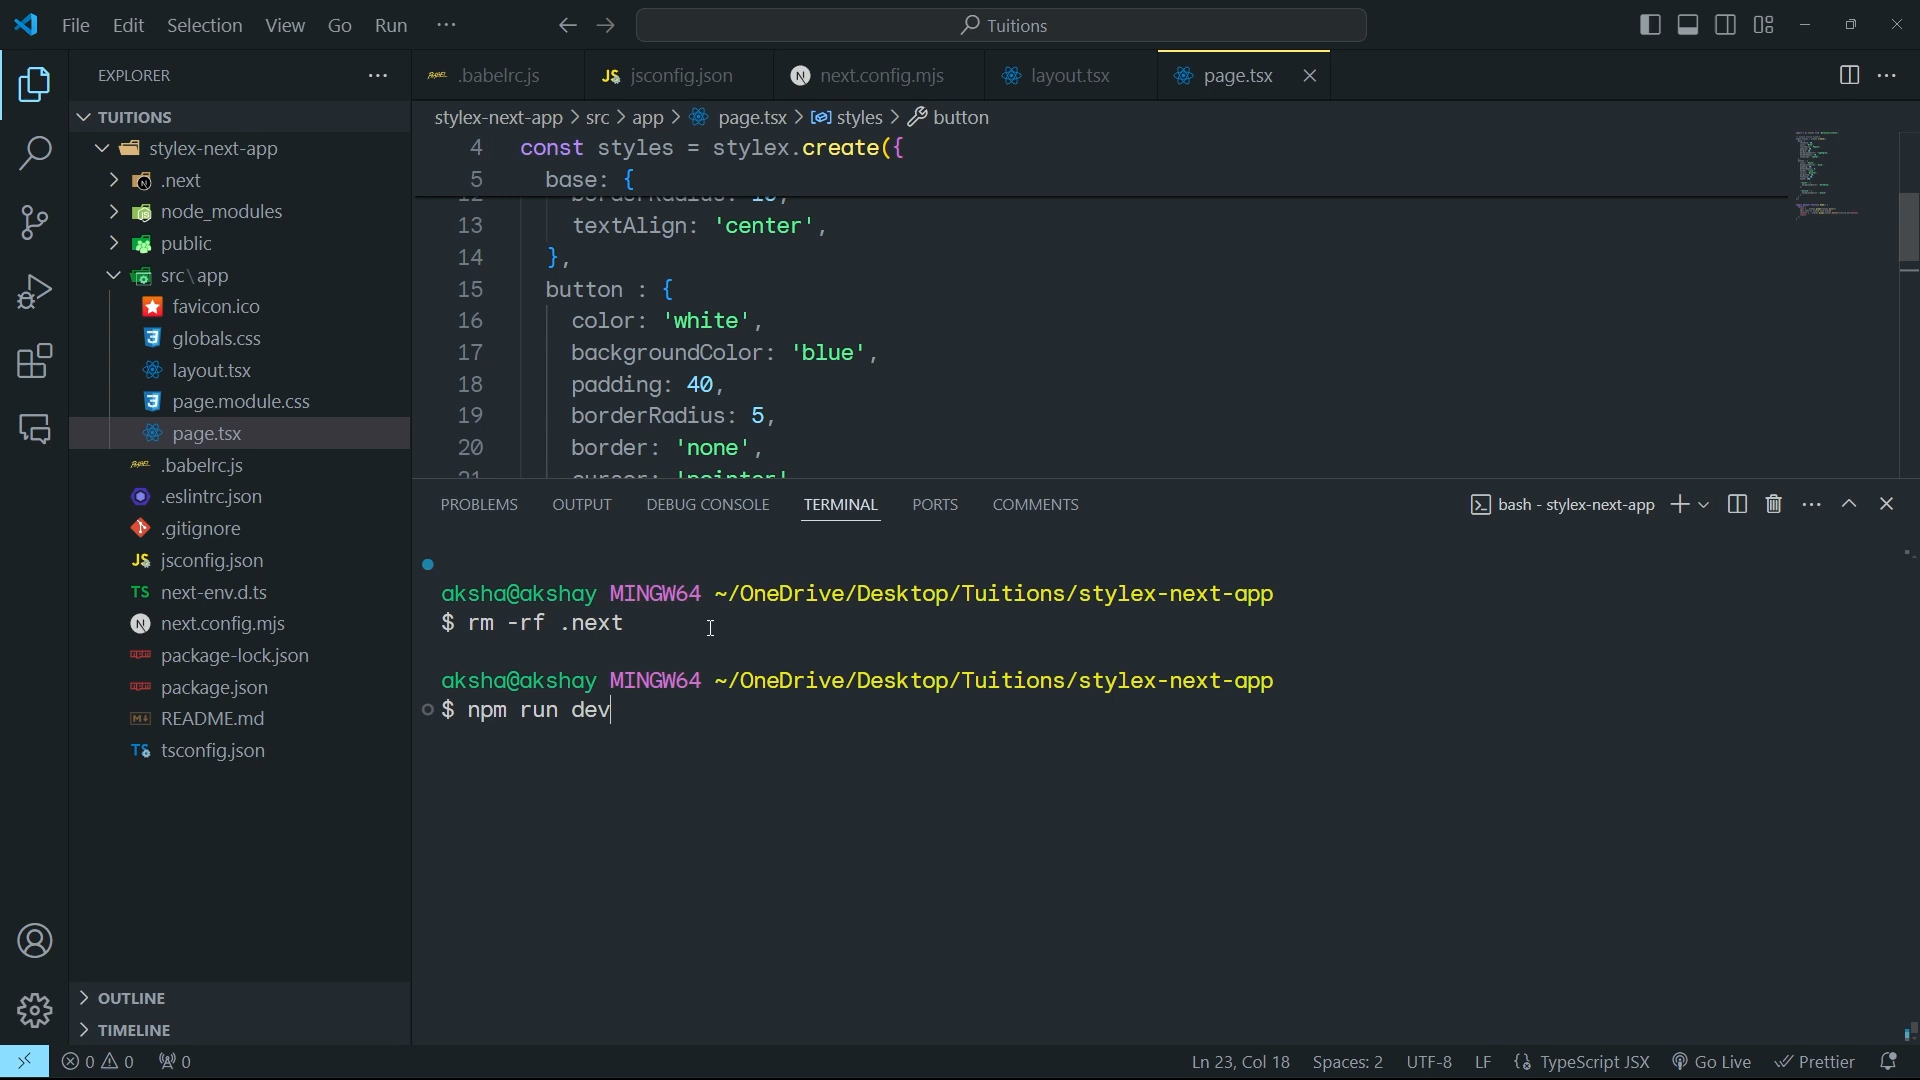 File Edit Selection View Go Run ···
Tuitions
EXPLORER
TUITIONS
stylex-next-app
.next
node_modules
public
src\app
favicon.ico
globals.css
layout.tsx
page.module.css
page.tsx
.babelrc.js
.eslintrc.json
.gitignore
jsconfig.json
next-env.d.ts
next.config.mjs
package-lock.json
package.json
README.md
tsconfig.json
OUTLINE
TIMELINE
.babelrc.js jsconfig.json next.config.mjs layout.tsx page.tsx
stylex-next-app > src > app > page.tsx > styles > button
4 const styles = stylex.create({
5 base: {
13 textAlign: 'center',
14 },
15 button : {
16 color: 'white',
17 backgroundColor: 'blue',
18 padding: 40,
19 borderRadius: 5,
20 border: 'none',
21 cursor: 'pointer'
PROBLEMS OUTPUT DEBUG CONSOLE TERMINAL PORTS COMMENTS
bash - stylex-next-app
aksha@akshay MINGW64 ~/OneDrive/Desktop/Tuitions/stylex-next-app
$ rm -rf .next
aksha@akshay MINGW64 ~/OneDrive/Desktop/Tuitions/stylex-next-app
$ npm run dev
0 0 0 Ln 23, Col 18 Spaces: 2 UTF-8 LF TypeScript JSX Go Live Prettier